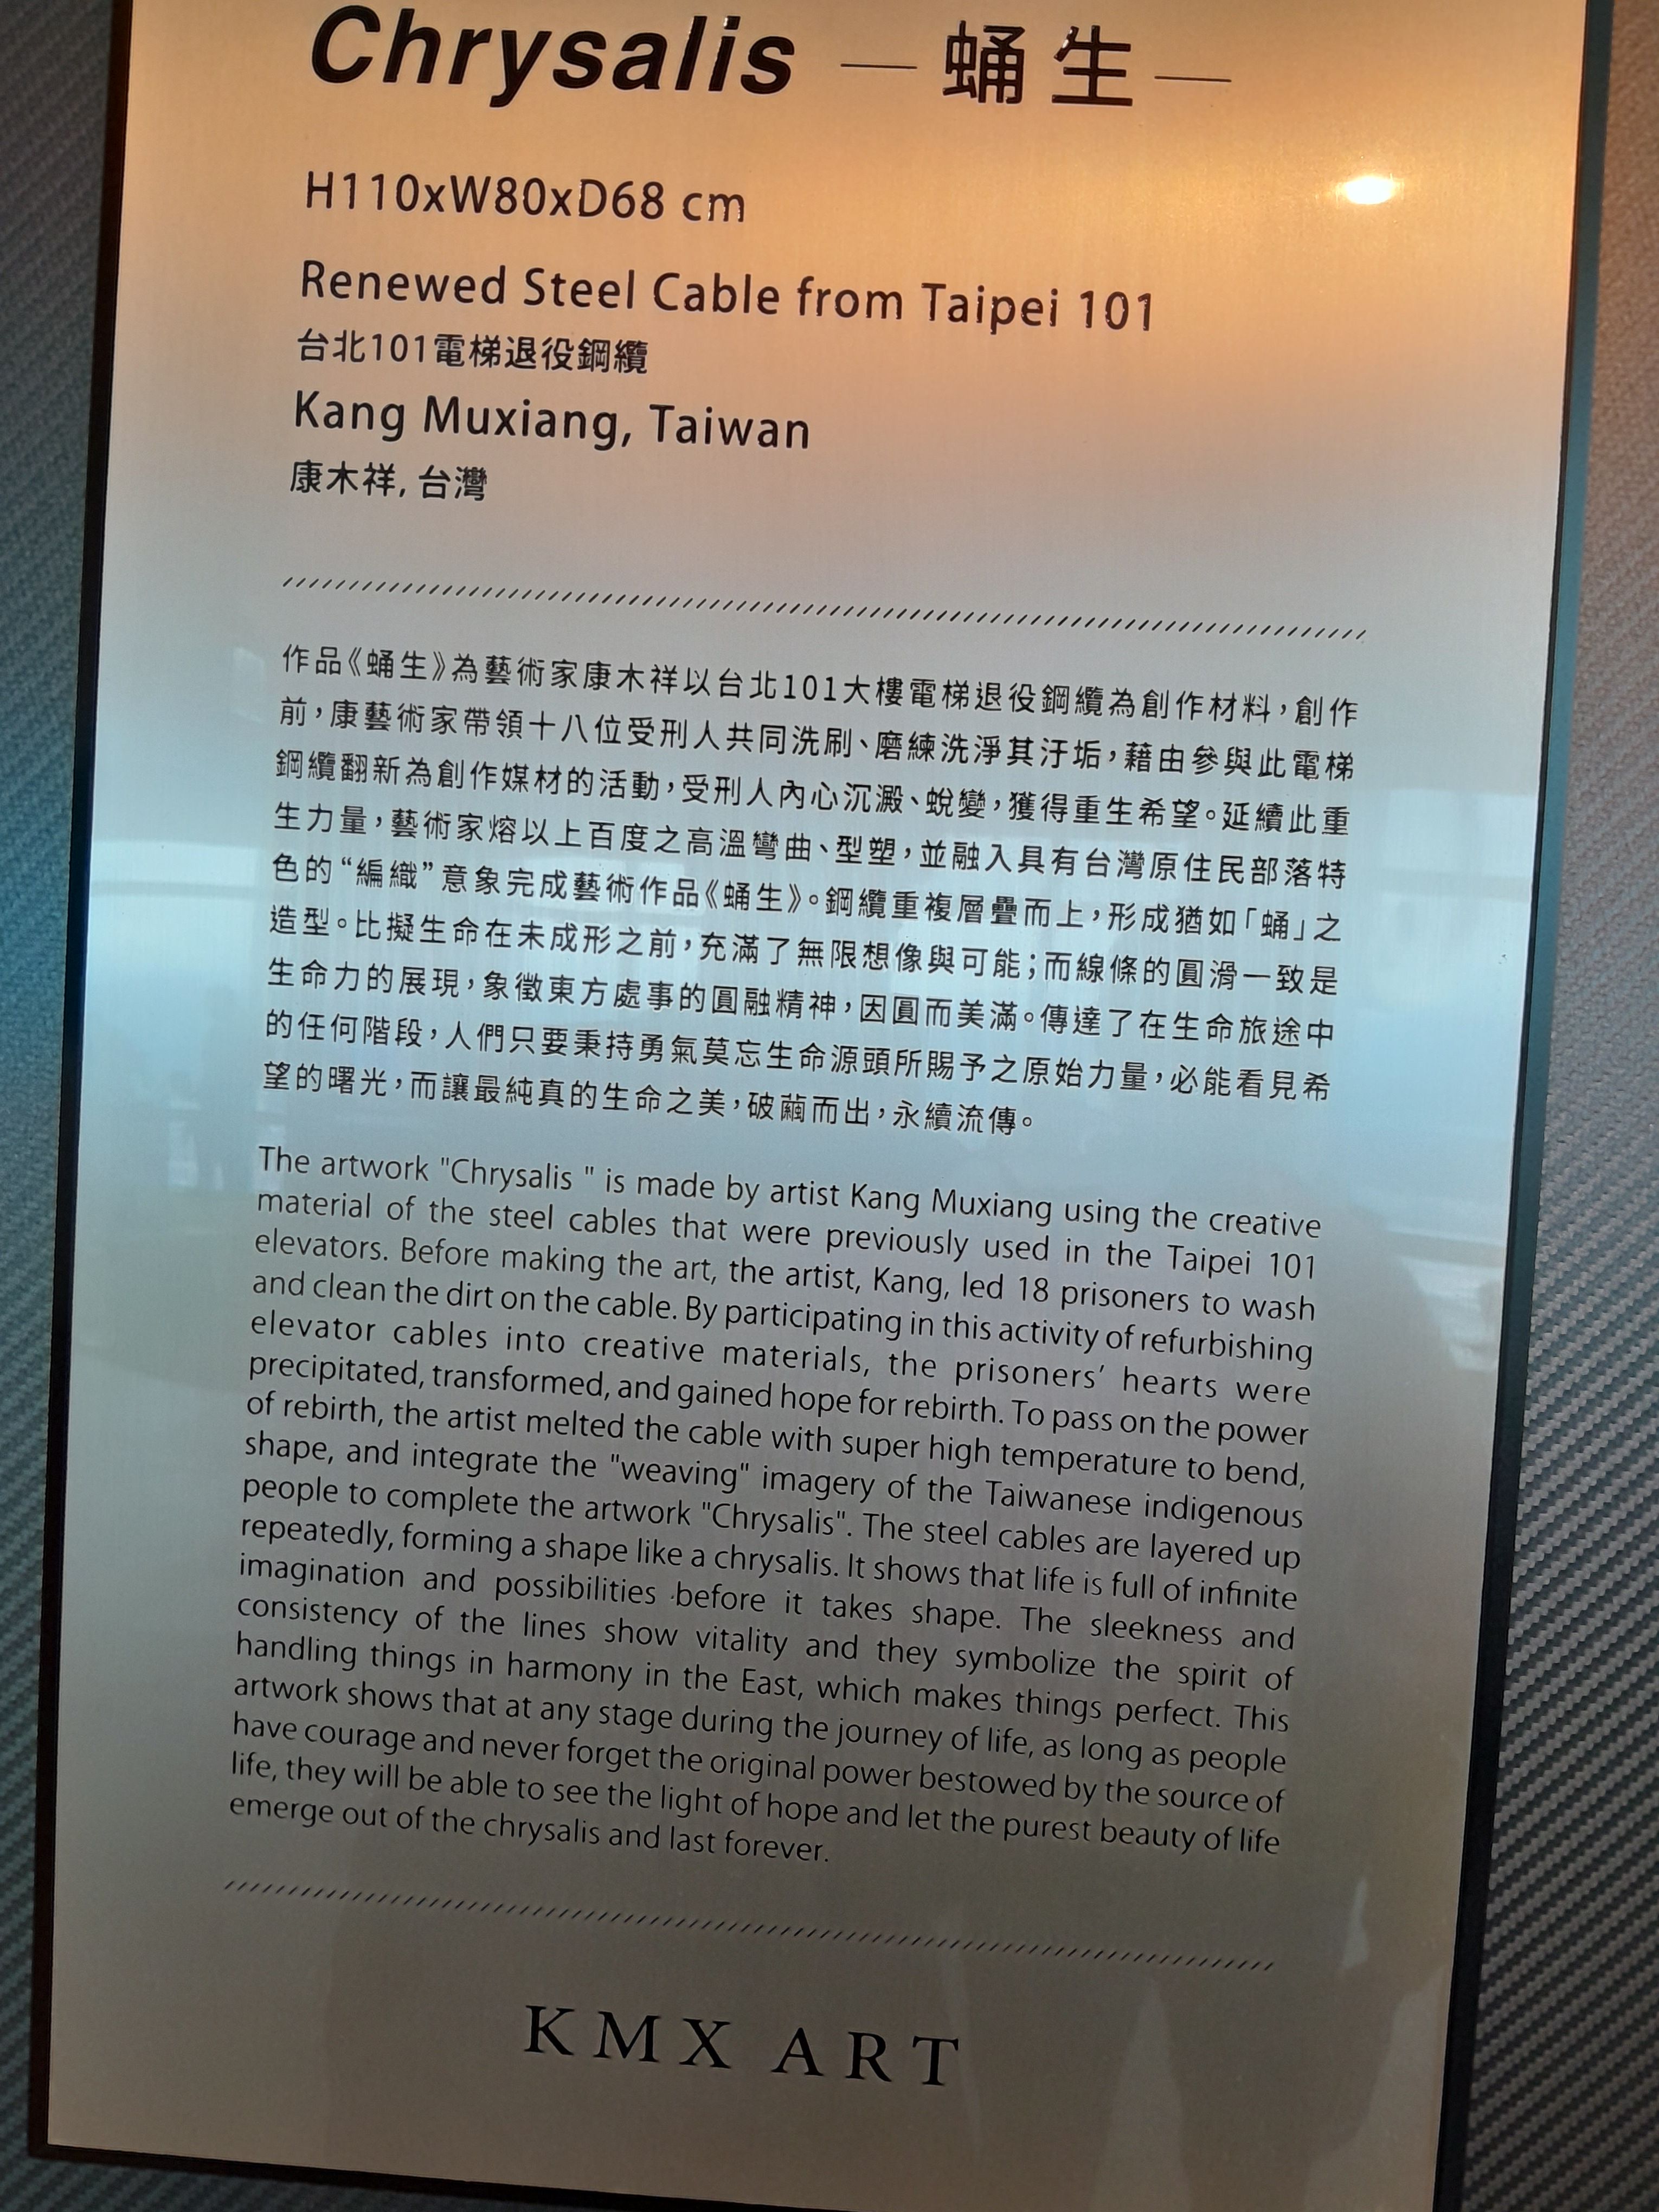 Chrysalis — 蛹生 —
H110xW80xD68 cm
Renewed Steel Cable from Taipei 101
台北101電梯退役鋼纜
Kang Muxiang, Taiwan
康木祥, 台灣
作品《蛹生》為藝術家康木祥以台北101大樓電梯退役鋼纜為創作材料，創作
前，康藝術家帶領十八位受刑人共同洗刷、磨練洗淨其汙垢，藉由參與此電梯
鋼纜翻新為創作媒材的活動，受刑人內心沉澱、蛻變，獲得重生希望。延續此重
生力量，藝術家熔以上百度之高溫彎曲、型塑，並融入具有台灣原住民部落特
色的“編織”意象完成藝術作品《蛹生》。鋼纜重複層疊而上，形成猶如「蛹」之
造型。比擬生命在未成形之前，充滿了無限想像與可能；而線條的圓滑一致是
生命力的展現，象徵東方處事的圓融精神，因圓而美滿。傳達了在生命旅途中
的任何階段，人們只要秉持勇氣莫忘生命源頭所賜予之原始力量，必能看見希
望的曙光，而讓最純真的生命之美，破繭而出，永續流傳。
The artwork "Chrysalis " is made by artist Kang Muxiang using the creative
material of the steel cables that were previously used in the Taipei 101
elevators. Before making the art, the artist, Kang, led 18 prisoners to wash
and clean the dirt on the cable. By participating in this activity of refurbishing
elevator cables into creative materials, the prisoners’ hearts were
precipitated, transformed, and gained hope for rebirth. To pass on the power
of rebirth, the artist melted the cable with super high temperature to bend,
shape, and integrate the "weaving" imagery of the Taiwanese indigenous
people to complete the artwork "Chrysalis". The steel cables are layered up
repeatedly, forming a shape like a chrysalis. It shows that life is full of infinite
imagination and possibilities before it takes shape. The sleekness and
consistency of the lines show vitality and they symbolize the spirit of
handling things in harmony in the East, which makes things perfect. This
artwork shows that at any stage during the journey of life, as long as people
have courage and never forget the original power bestowed by the source of
life, they will be able to see the light of hope and let the purest beauty of life
emerge out of the chrysalis and last forever.
KMX ART